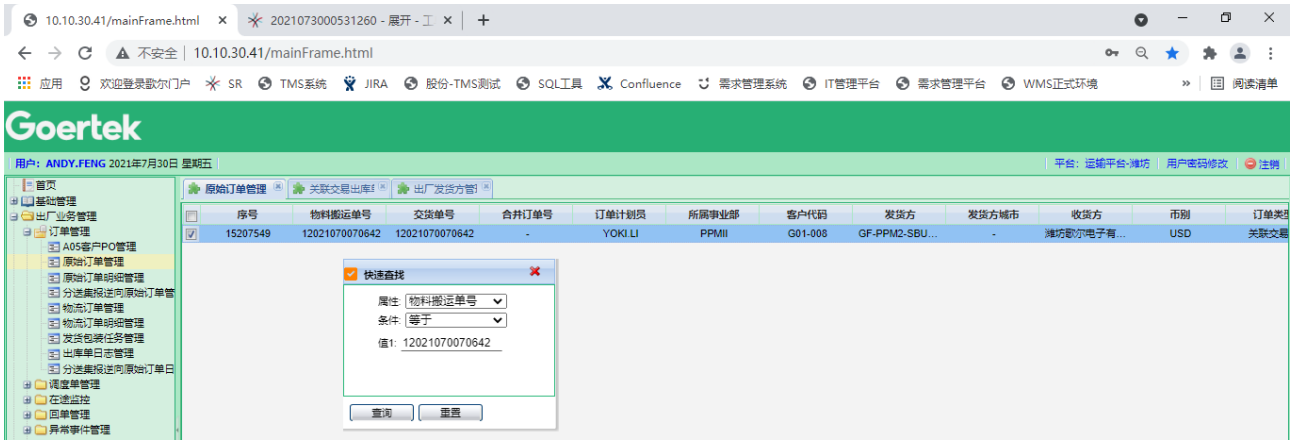 10.10.30.41/mainFrame.html
2021073000531260 - 展开 - 工
不安全 10.10.30.41/mainFrame.html
应用 欢迎登录歌尔门户 SR TMS系统 JIRA 股份-TMS测试 SQL工具 Confluence 需求管理系统 IT管理平台 需求管理平台 WMS正式环境 » 阅读清单
Goertek
用户: ANDY.FENG 2021年7月30日 星期五 平台: 运输平台-潍坊 用户密码修改 注销
首页
基础管理
出厂业务管理
订单管理
A05客户PO管理
原始订单管理
原始订单明细管理
分送集报逆向原始订单管
物流订单管理
物流订单明细管理
发货包装任务管理
出库单日志管理
分送集报逆向原始订单日
调度单管理
在途监控
回单管理
异常事件管理
原始订单管理 关联交易出库 出厂发货方管
序号 物料搬运单号 交货单号 合并订单号 订单计划员 所属事业部 客户代码 发货方 发货方城市 收货方 币别 订单类型
15207549 12021070070642 12021070070642 - YOKI.LI PPMII G01-008 GF-PPM2-SBU... - 潍坊歌尔电子有... USD 关联交易
快速查找
属性: 物料搬运单号
条件: 等于
值1: 12021070070642
查询 重置